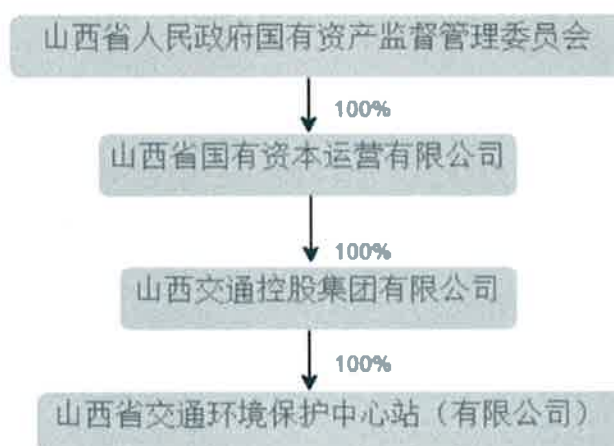 山西省人民政府国有资产监督管理委员会
100%
山西省国有资本运营有限公司
100%
山西交通控股集团有限公司
100%
山西省交通环境保护中心站（有限公司）